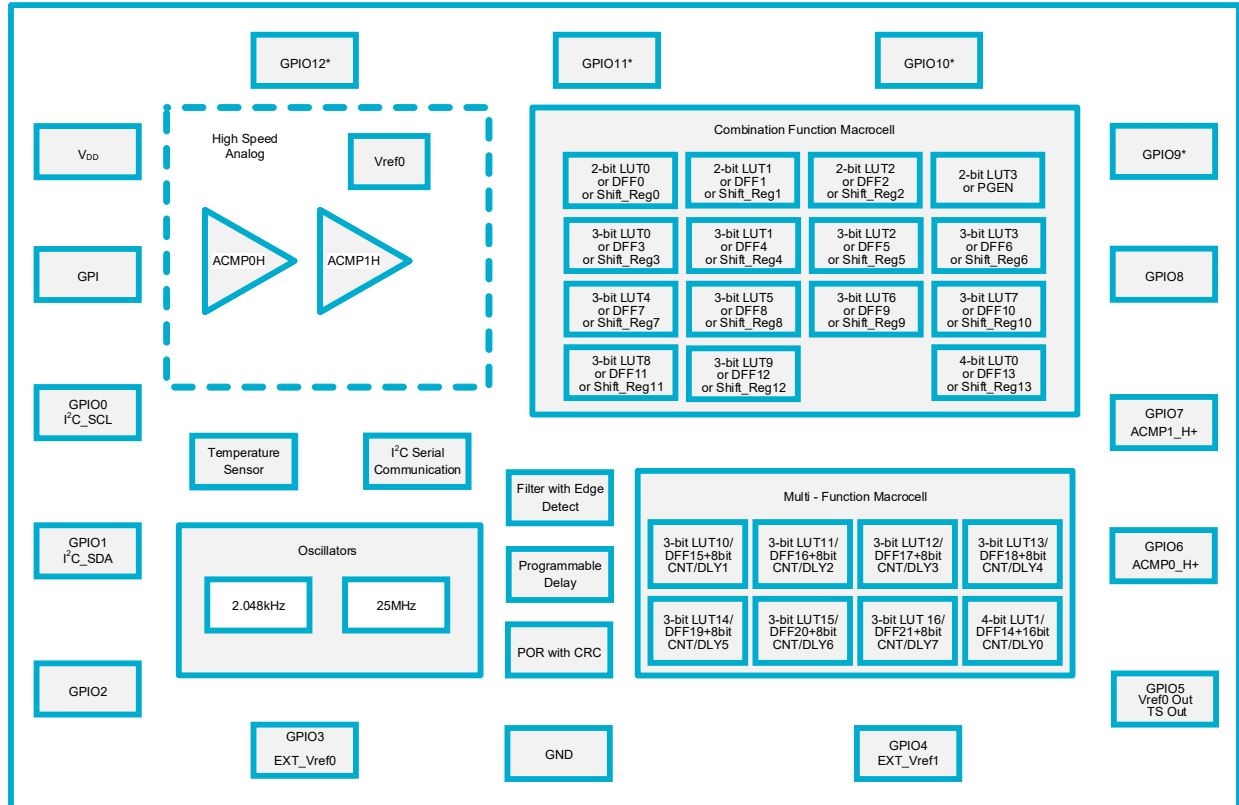 GPIO12*
GPIO11*
GPIO10*
VDD
GPI
GPIO0
I²C_SCL
GPIO1
I²C_SDA
GPIO2
High Speed
Analog
Vref0
ACMP0H
ACMP1H
Combination Function Macrocell
2-bit LUT0
or DFF0
or Shift_Reg0
2-bit LUT1
or DFF1
or Shift_Reg1
2-bit LUT2
or DFF2
or Shift_Reg2
2-bit LUT3
or PGEN
3-bit LUT0
or DFF3
or Shift_Reg3
3-bit LUT1
or DFF4
or Shift_Reg4
3-bit LUT2
or DFF5
or Shift_Reg5
3-bit LUT3
or DFF6
or Shift_Reg6
3-bit LUT4
or DFF7
or Shift_Reg7
3-bit LUT5
or DFF8
or Shift_Reg8
3-bit LUT6
or DFF9
or Shift_Reg9
3-bit LUT7
or DFF10
or Shift_Reg10
3-bit LUT8
or DFF11
or Shift_Reg11
3-bit LUT9
or DFF12
or Shift_Reg12
4-bit LUT0
or DFF13
or Shift_Reg13
Temperature
Sensor
I²C Serial
Communication
Oscillators
2.048kHz
25MHz
Filter with Edge
Detect
Programmable
Delay
POR with CRC
Multi - Function Macrocell
3-bit LUT10/
DFF15+8bit
CNT/DLY1
3-bit LUT11/
DFF16+8bit
CNT/DLY2
3-bit LUT12/
DFF17+8bit
CNT/DLY3
3-bit LUT13/
DFF18+8bit
CNT/DLY4
3-bit LUT14/
DFF19+8bit
CNT/DLY5
3-bit LUT15/
DFF20+8bit
CNT/DLY6
3-bit LUT 16/
DFF21+8bit
CNT/DLY7
4-bit LUT1/
DFF14+16bit
CNT/DLY0
GPIO9*
GPIO8
GPIO7
ACMP1_H+
GPIO6
ACMP0_H+
GPIO5
Vref0 Out
TS Out
GPIO3
EXT_Vref0
GND
GPIO4
EXT_Vref1